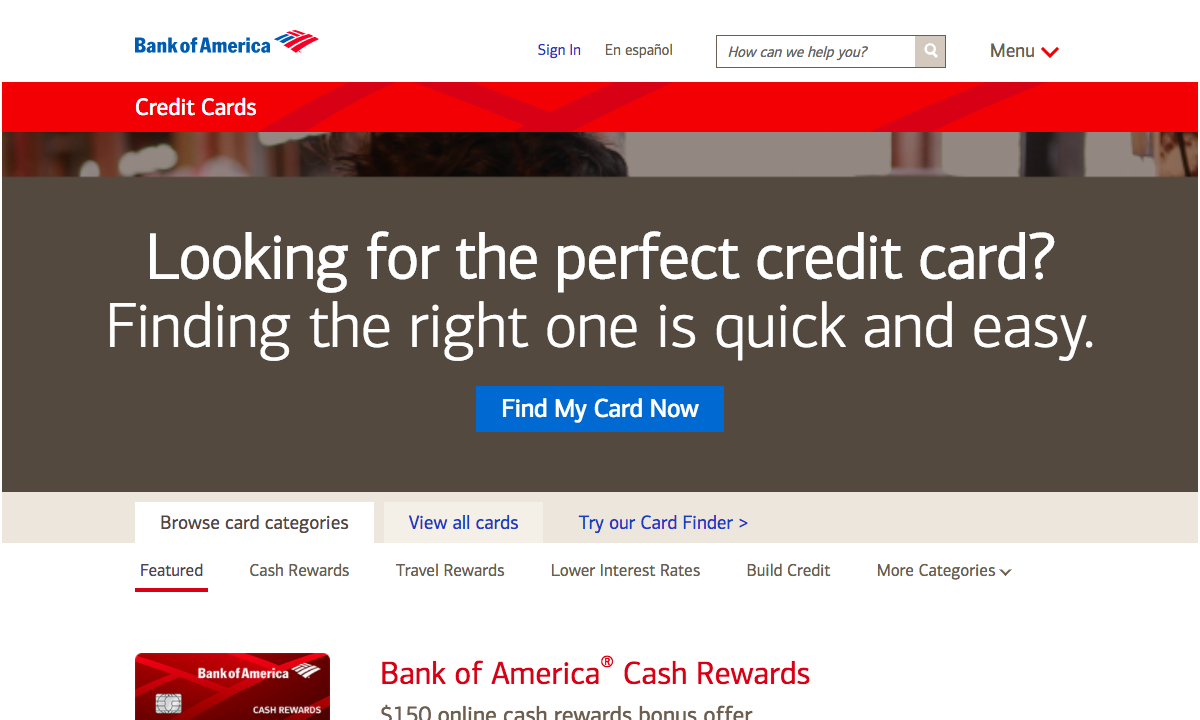 Bank of America
Sign In
En español
How can we help you?
Menu
Credit Cards
Looking for the perfect credit card?
Finding the right one is quick and easy.
Find My Card Now
Browse card categories
View all cards
Try our Card Finder >
Featured
Cash Rewards
Travel Rewards
Lower Interest Rates
Build Credit
More Categories
Bank of America
CASH REWARDS
Bank of America® Cash Rewards
$150 online cash rewards bonus offer